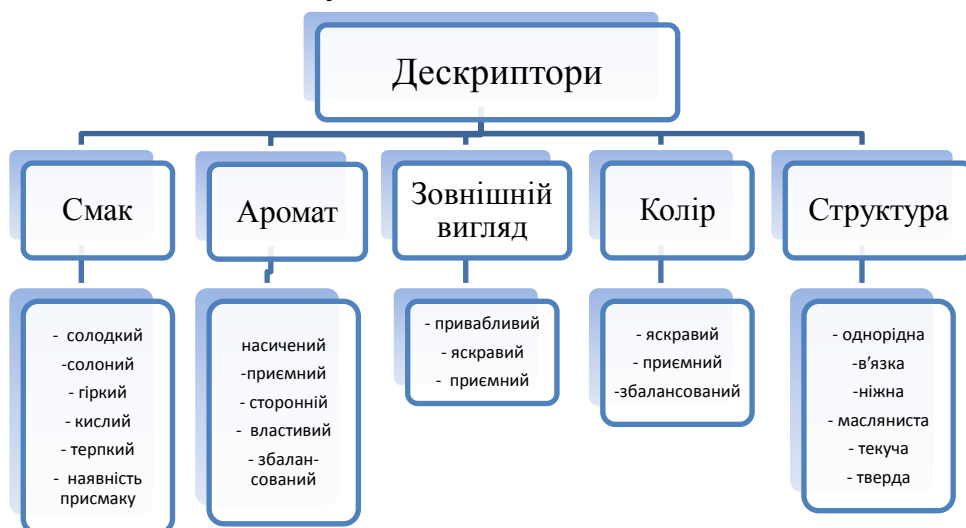 Дескриптори
Смак
Аромат
Зовнішній
вигляд
Колір
Структура
- солодкий
-солоний
- гіркий
- кислий
- терпкий
- наявність
присмаку
насичений
-приємний
- сторонній
- властивий
- збалан-
сований
- привабливий
- яскравий
- приємний
- яскравий
- приємний
-збалансований
- однорідна
-в’язка
-ніжна
- масляниста
- текуча
- тверда